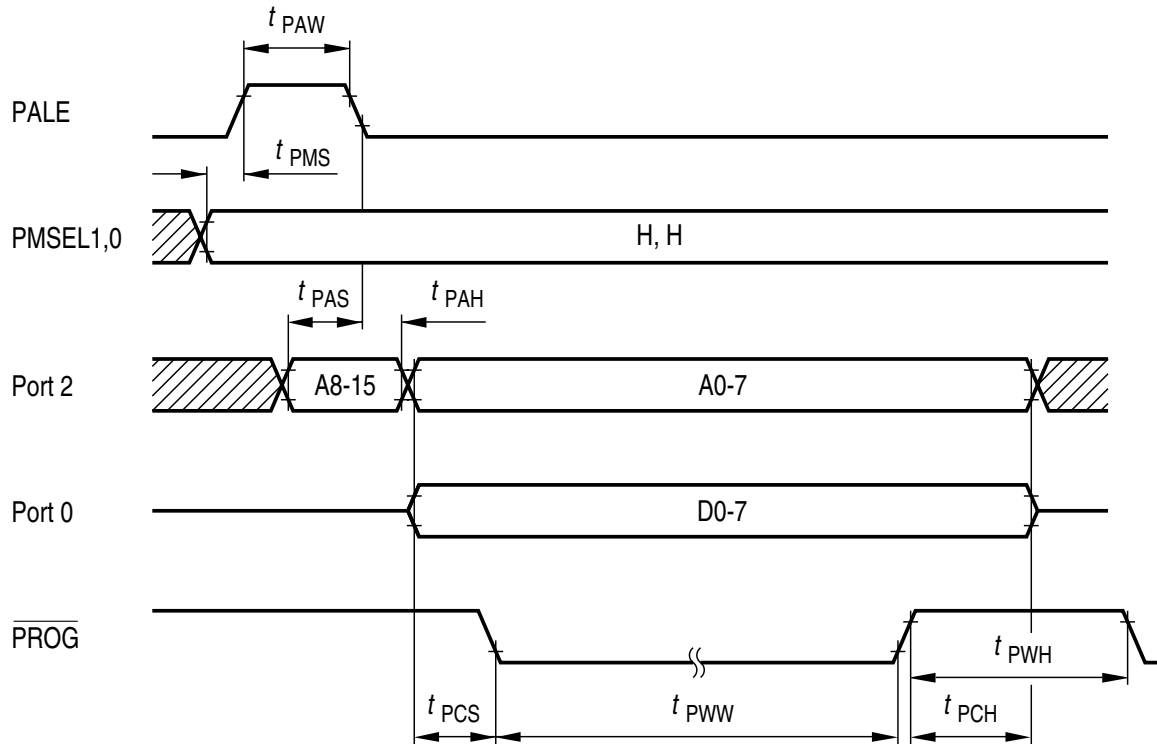 t PAW
PALE
t PMS
PMSEL1,0
H, H
t PAS
t PAH
Port 2
A8-15
A0-7
Port 0
D0-7
PROG
t PWH
t PCS
t PWW
t PCH